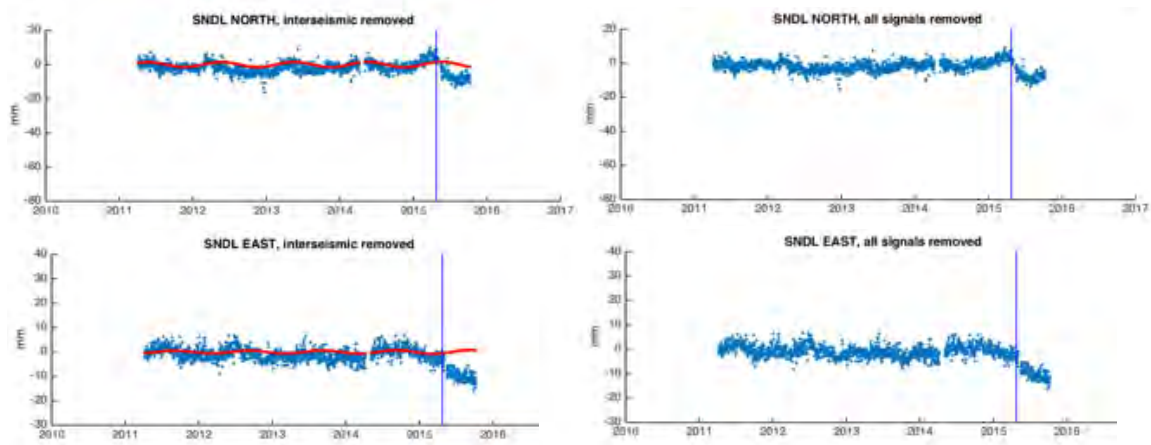 SNDL NORTH, interseismic removed
20
0
-20
-40
-60
-80
mm
2010 2011 2012 2013 2014 2015 2016 2017
SNDL NORTH, all signals removed
20
0
-20
-40
-60
-80
mm
2010 2011 2012 2013 2014 2015 2016 2017
SNDL EAST, interseismic removed
40
30
20
10
0
-10
-20
-30
mm
2010 2011 2012 2013 2014 2015 2016
SNDL EAST, all signals removed
40
30
20
10
0
-10
-20
-30
mm
2010 2011 2012 2013 2014 2015 2016